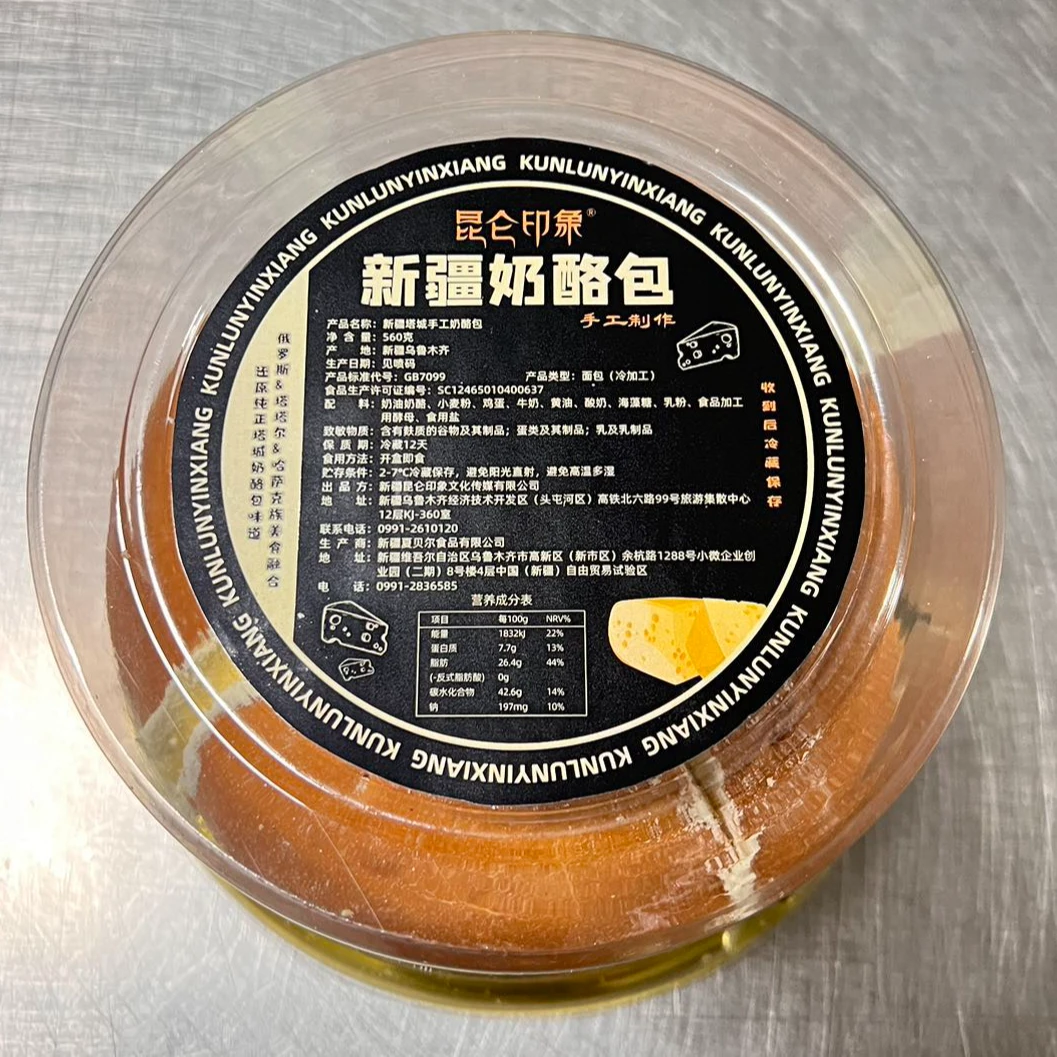 KUNLUNYINXIANG KUNLUNYINXIANG KUNLUNYINXIANG KUNLUNYINXIANG KUNLUNYINXIANG KUNLUNYINXIANG KUNLUNYINXIANG KUNLUNYINXIANG KUNLUNYINXIANG KUNLUNYINXIANG
昆仑印象®
新疆奶酪包
手工制作
俄罗斯&塔塔尔&哈萨克族美食融合
还原纯正塔城奶酪包味道
收到后冷藏保存
产品名称：新疆塔城手工奶酪包
净含量：560克
产 地：新疆乌鲁木齐
生产日期：见喷码
产品标准代号：GB7099 产品类型：面包（冷加工）
食品生产许可证编号：SC12465010400637
配 料：奶油奶酪、小麦粉、鸡蛋、牛奶、黄油、酸奶、海藻糖、乳粉、食品加工
用酵母、食用盐
致敏物质：含有麸质的谷物及其制品；蛋类及其制品；乳及乳制品
保 质 期：冷藏12天
食用方法：开盒即食
贮存条件：2-7℃冷藏保存，避免阳光直射，避免高温多湿
出 品 方：新疆昆仑印象文化传媒有限公司
地 址：新疆乌鲁木齐经济技术开发区（头屯河区）高铁北六路99号旅游集散中心
12层KJ-360室
联系电话：0991-2610120
生 产 商：新疆夏贝尔食品有限公司
地 址：新疆维吾尔自治区乌鲁木齐市高新区（新市区）余杭路1288号小微企业创
业园（二期）8号楼4层中国（新疆）自由贸易试验区
电 话：0991-2836585
营养成分表
项目 每100g NRV%
能量 1832kj 22%
蛋白质 7.7g 13%
脂肪 26.4g 44%
(-反式脂肪酸) 0g
碳水化合物 42.6g 14%
钠 197mg 10%